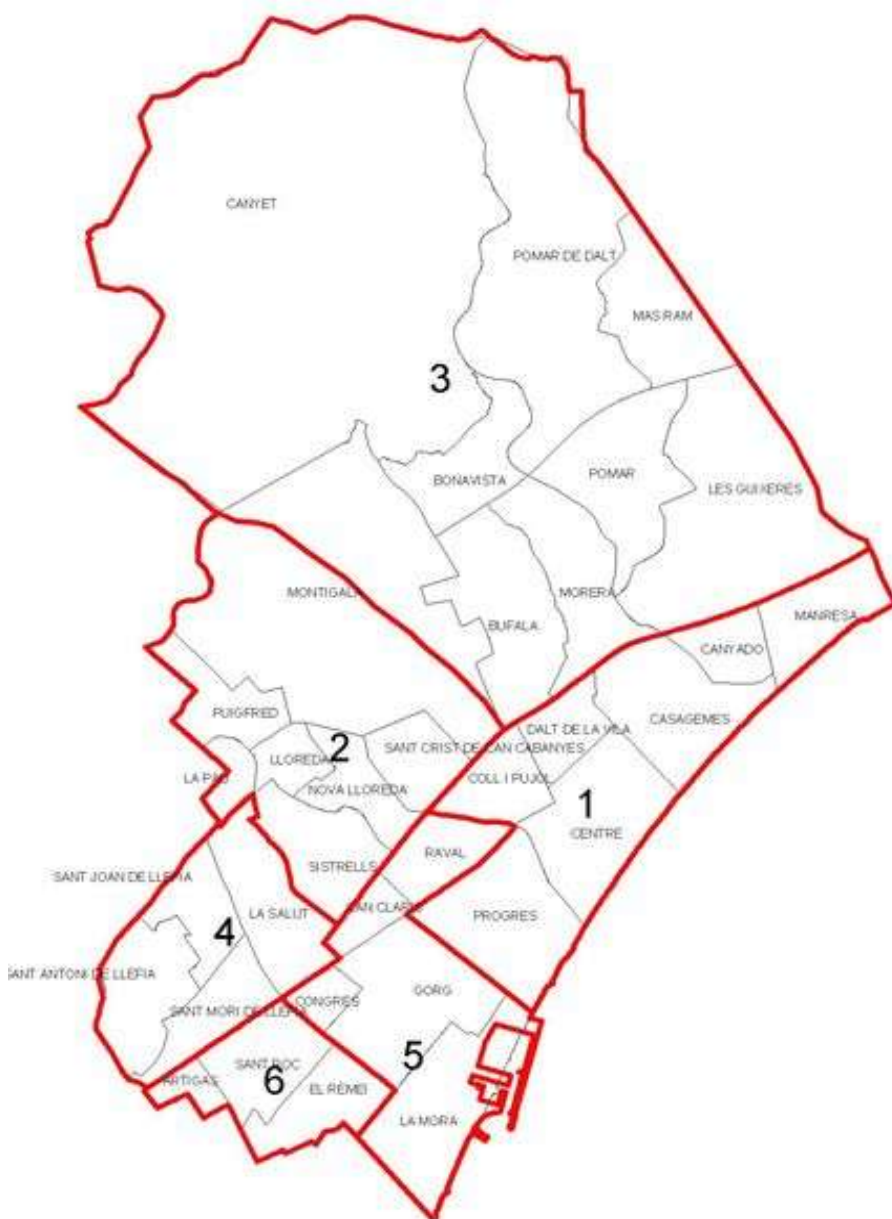 CANYET
POMAR DE DALT
MAS RAM
3
BONAVISTA
POMAR
LES GUIXERES
MONTIGALA
MORERA
BUFALA
MANRESA
CANYADO
PUIGFRED
CASAGEMES
DALT DE LA VILA
2
SANT CRIST DE CAN CABANYES
LLOREDA
LA PAU
COLL I PUJOL
NOVA LLOREDA
1
CENTRE
RAVAL
SISTRELLS
SANT JOAN DE LLEFIA
CAN CLARIS
LA SALUT
PROGRES
4
SANT ANTONI DE LLEFIA
GORG
CONGRES
SANT MORI DE LLEFIA
5
SANT ROC
ARTIGAS
6
EL REMEI
LA MORA